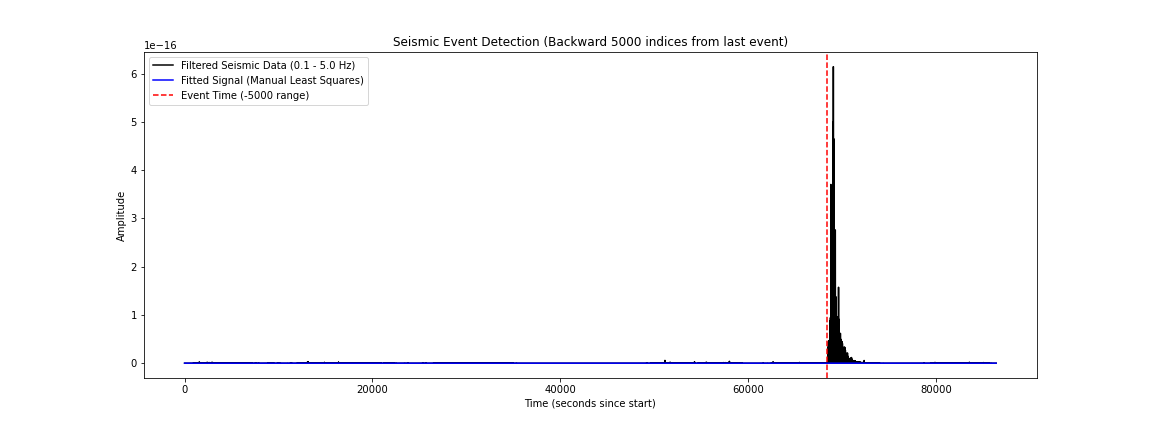 Seismic Event Detection (Backward 5000 indices from last event)
1e−16
Filtered Seismic Data (0.1 - 5.0 Hz)
Fitted Signal (Manual Least Squares)
Event Time (-5000 range)
6
5
4
3
2
1
0
Amplitude
0 20000 40000 60000 80000
Time (seconds since start)